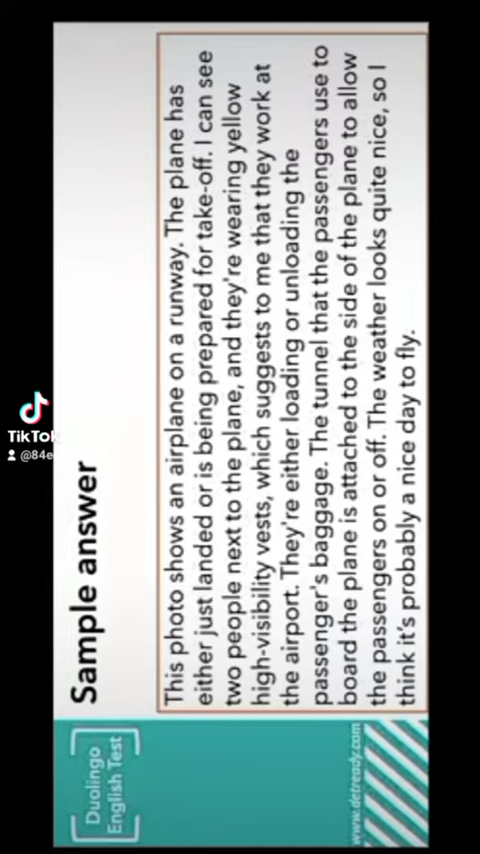 Sample answer
This photo shows an airplane on a runway. The plane has
either just landed or is being prepared for take-off. I can see
two people next to the plane, and they're wearing yellow
high-visibility vests, which suggests to me that they work at
the airport. They're either loading or unloading the
passenger's baggage. The tunnel that the passengers use to
board the plane is attached to the side of the plane to allow
the passengers on or off. The weather looks quite nice, so I
think it's probably a nice day to fly.
Duolingo
English Test
www.detready.com
TikTok
@84e